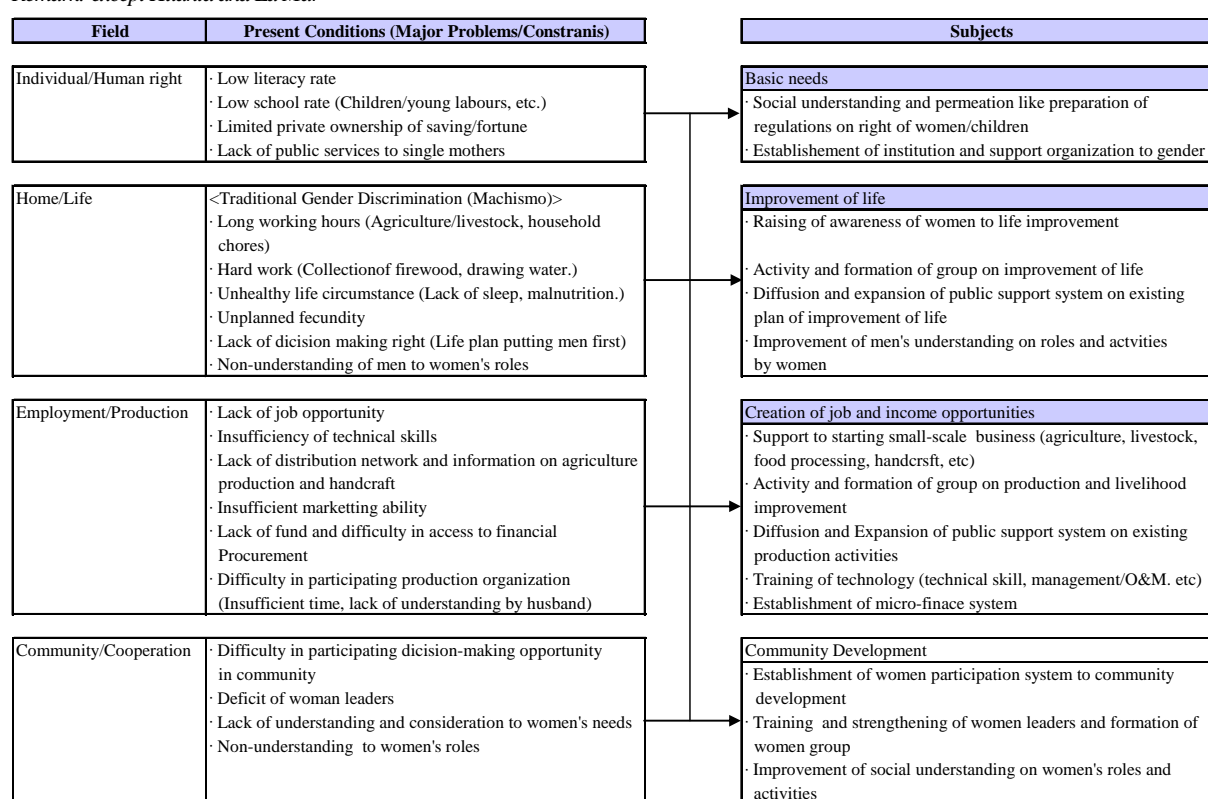 Remarks: except Atlántid and La Mar
Field
Present Conditions (Major Problems/Constranis)
Subjects
Individual/Human right
· Low literacy rate
· Low school rate (Children/young labours, etc.)
· Limited private ownership of saving/fortune
· Lack of public services to single mothers
Basic needs
· Social understanding and permeation like preparation of
regulations on right of women/children
· Establishement of institution and support organization to gender
Home/Life
<Traditional Gender Discrimination (Machismo)>
· Long working hours (Agriculture/livestock, household
chores)
· Hard work (Collectionof firewood, drawing water.)
· Unhealthy life circumstance (Lack of sleep, malnutrition.)
· Unplanned fecundity
· Lack of dicision making right (Life plan putting men first)
· Non-understanding of men to women's roles
Improvement of life
· Raising of awareness of women to life improvement
· Activity and formation of group on improvement of life
· Diffusion and expansion of public support system on existing
plan of improvement of life
· Improvement of men's understanding on roles and actvities
by women
Employment/Production
· Lack of job opportunity
· Insufficiency of technical skills
· Lack of distribution network and information on agriculture
production and handcraft
· Insufficient marketting ability
· Lack of fund and difficulty in access to financial
Procurement
· Difficulty in participating production organization
(Insufficient time, lack of understanding by husband)
Creation of job and income opportunities
· Support to starting small-scale business (agriculture, livestock,
food processing, handcrsft, etc)
· Activity and formation of group on production and livelihood
improvement
· Diffusion and Expansion of public support system on existing
production activities
· Training of technology (technical skill, management/O&M. etc)
· Establishment of micro-finace system
Community/Cooperation
· Difficulty in participating dicision-making opportunity
in community
· Deficit of woman leaders
· Lack of understanding and consideration to women's needs
· Non-understanding to women's roles
Community Development
· Establishment of women participation system to community
development
· Training and strengthening of women leaders and formation of
women group
· Improvement of social understanding on women's roles and
activities